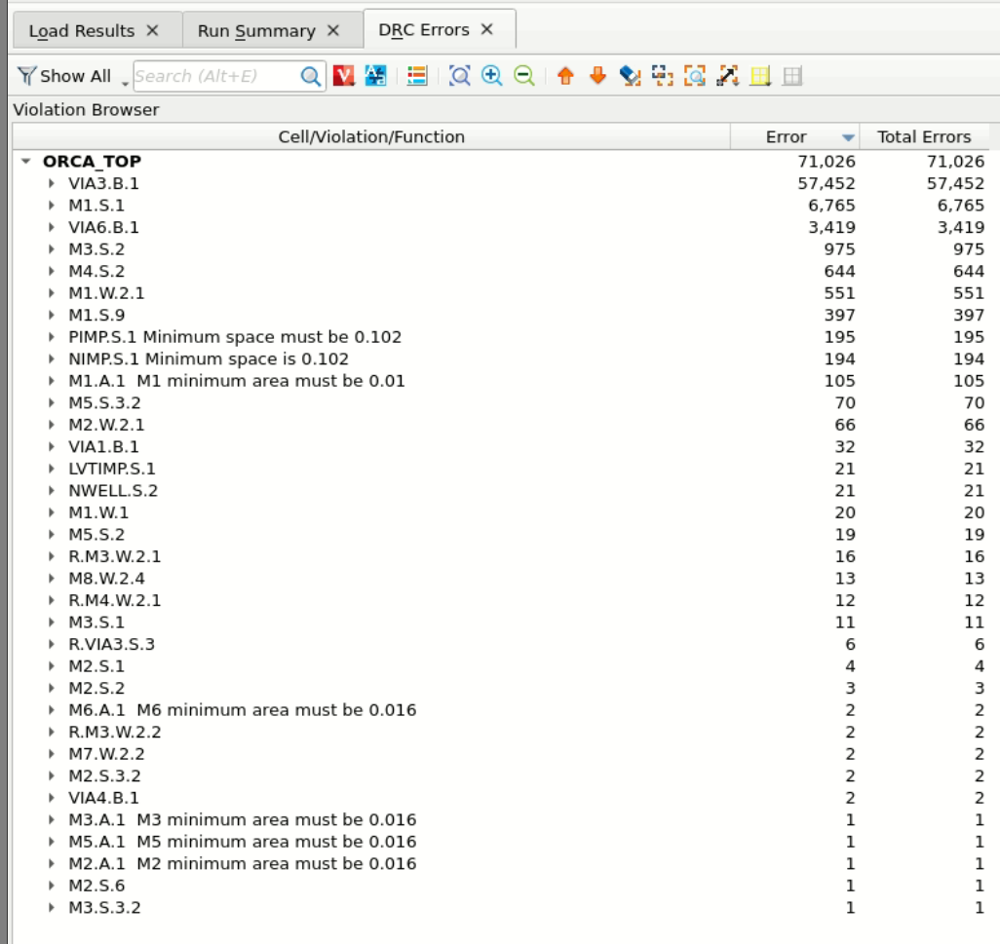 Load Results × Run Summary × DRC Errors ×
Show All Search (Alt+E)
Violation Browser
Cell/Violation/Function Error Total Errors
ORCA_TOP 71,026 71,026
VIA3.B.1 57,452 57,452
M1.S.1 6,765 6,765
VIA6.B.1 3,419 3,419
M3.S.2 975 975
M4.S.2 644 644
M1.W.2.1 551 551
M1.S.9 397 397
PIMP.S.1 Minimum space must be 0.102 195 195
NIMP.S.1 Minimum space is 0.102 194 194
M1.A.1 M1 minimum area must be 0.01 105 105
M5.S.3.2 70 70
M2.W.2.1 66 66
VIA1.B.1 32 32
LVTIMP.S.1 21 21
NWELL.S.2 21 21
M1.W.1 20 20
M5.S.2 19 19
R.M3.W.2.1 16 16
M8.W.2.4 13 13
R.M4.W.2.1 12 12
M3.S.1 11 11
R.VIA3.S.3 6 6
M2.S.1 4 4
M2.S.2 3 3
M6.A.1 M6 minimum area must be 0.016 2 2
R.M3.W.2.2 2 2
M7.W.2.2 2 2
M2.S.3.2 2 2
VIA4.B.1 2 2
M3.A.1 M3 minimum area must be 0.016 1 1
M5.A.1 M5 minimum area must be 0.016 1 1
M2.A.1 M2 minimum area must be 0.016 1 1
M2.S.6 1 1
M3.S.3.2 1 1